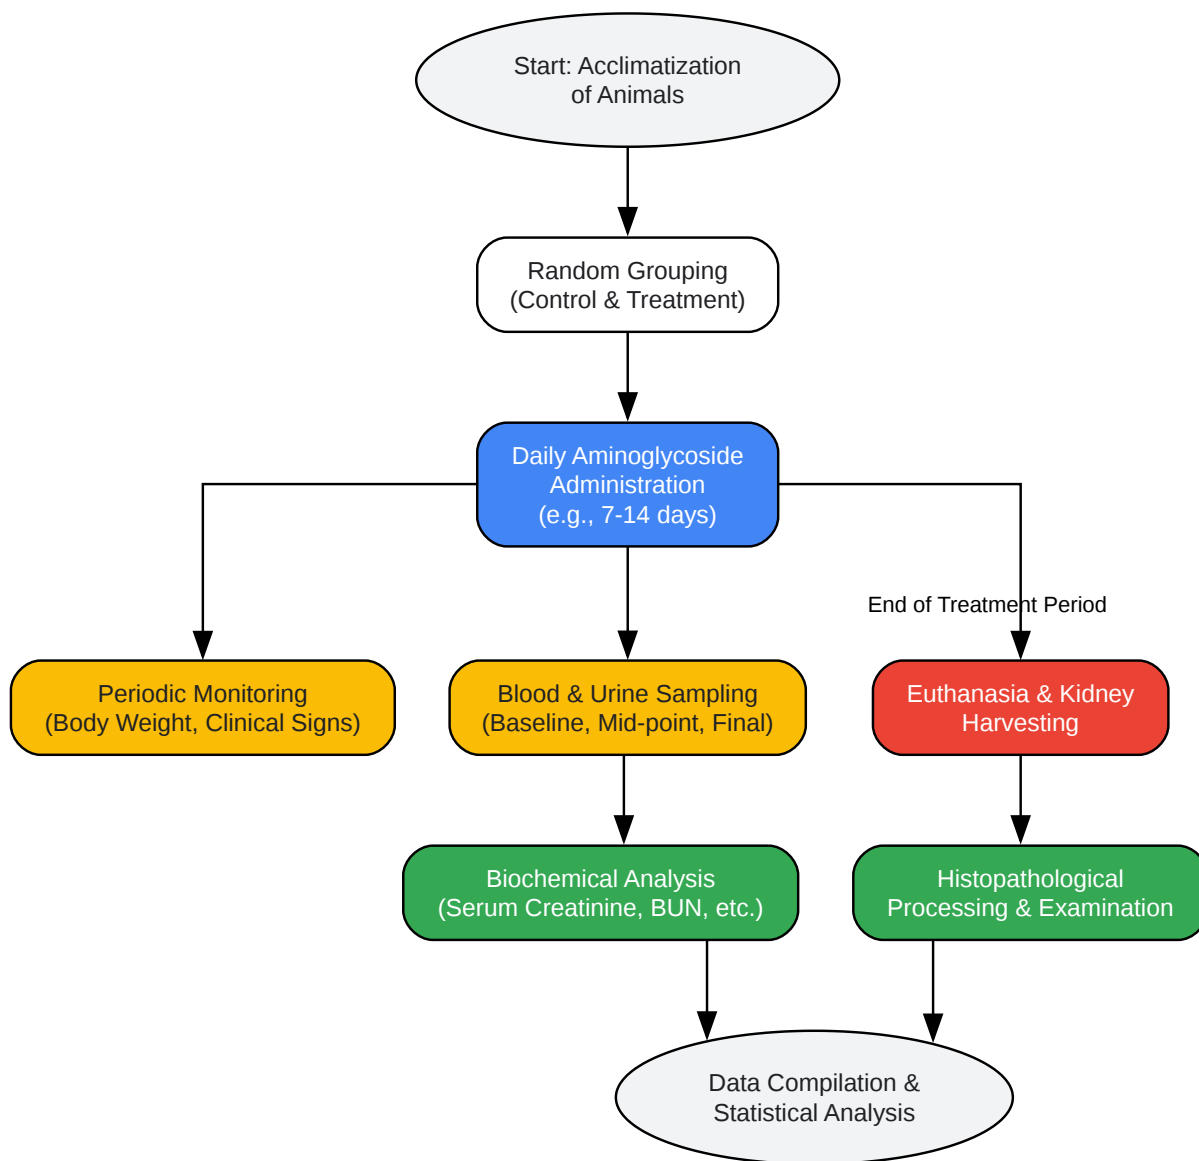 Start: Acclimatization
of Animals
Random Grouping
(Control & Treatment)
Daily Aminoglycoside
Administration
(e.g., 7-14 days)
End of Treatment Period
Periodic Monitoring
(Body Weight, Clinical Signs)
Blood & Urine Sampling
(Baseline, Mid-point, Final)
Euthanasia & Kidney
Harvesting
Biochemical Analysis
(Serum Creatinine, BUN, etc.)
Histopathological
Processing & Examination
Data Compilation &
Statistical Analysis